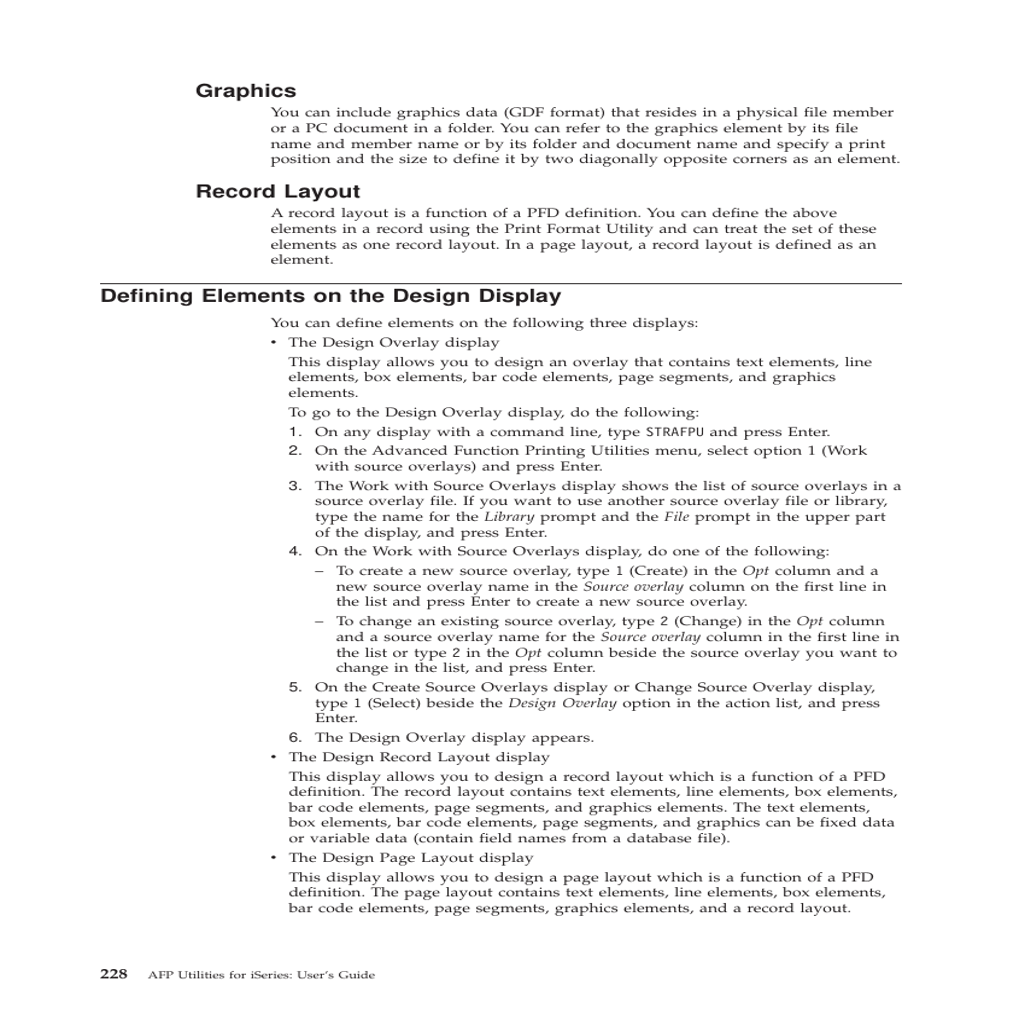 Graphics
You can include graphics data (GDF format) that resides in a physical file member
or a PC document in a folder. You can refer to the graphics element by its file
name and member name or by its folder and document name and specify a print
position and the size to define it by two diagonally opposite corners as an element.
Record Layout
A record layout is a function of a PFD definition. You can define the above
elements in a record using the Print Format Utility and can treat the set of these
elements as one record layout. In a page layout, a record layout is defined as an
element.
Defining Elements on the Design Display
You can define elements on the following three displays:
• The Design Overlay display
This display allows you to design an overlay that contains text elements, line
elements, box elements, bar code elements, page segments, and graphics
elements.
To go to the Design Overlay display, do the following:
1. On any display with a command line, type STRAFPU and press Enter.
2. On the Advanced Function Printing Utilities menu, select option 1 (Work
with source overlays) and press Enter.
3. The Work with Source Overlays display shows the list of source overlays in a
source overlay file. If you want to use another source overlay file or library,
type the name for the Library prompt and the File prompt in the upper part
of the display, and press Enter.
4. On the Work with Source Overlays display, do one of the following:
– To create a new source overlay, type 1 (Create) in the Opt column and a
new source overlay name in the Source overlay column on the first line in
the list and press Enter to create a new source overlay.
– To change an existing source overlay, type 2 (Change) in the Opt column
and a source overlay name for the Source overlay column in the first line in
the list or type 2 in the Opt column beside the source overlay you want to
change in the list, and press Enter.
5. On the Create Source Overlays display or Change Source Overlay display,
type 1 (Select) beside the Design Overlay option in the action list, and press
Enter.
6. The Design Overlay display appears.
• The Design Record Layout display
This display allows you to design a record layout which is a function of a PFD
definition. The record layout contains text elements, line elements, box elements,
bar code elements, page segments, and graphics elements. The text elements,
box elements, bar code elements, page segments, and graphics can be fixed data
or variable data (contain field names from a database file).
• The Design Page Layout display
This display allows you to design a page layout which is a function of a PFD
definition. The page layout contains text elements, line elements, box elements,
bar code elements, page segments, graphics elements, and a record layout.
228 AFP Utilities for iSeries: User's Guide